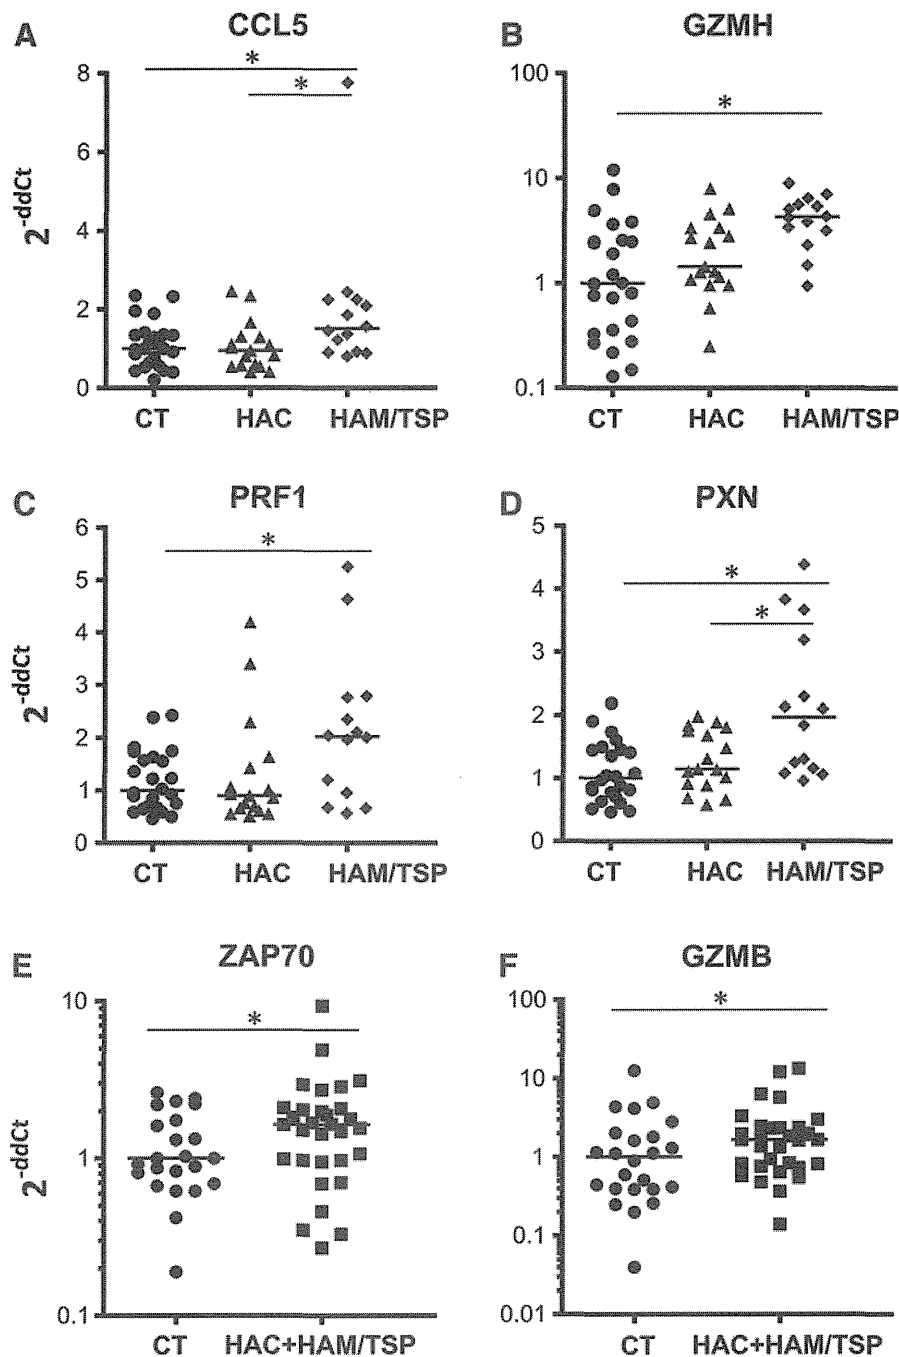 A
CCL5
*
*
8
6
4
2
0
2-ddCt
CT
HAC
HAM/TSP
B
GZMH
*
100
10
1
0.1
CT
HAC
HAM/TSP
C
PRF1
*
6
5
4
3
2
1
0
2-ddCt
CT
HAC
HAM/TSP
D
PXN
*
*
5
4
3
2
1
0
CT
HAC
HAM/TSP
E
ZAP70
*
10
1
0.1
2-ddCt
CT
HAC+HAM/TSP
F
GZMB
*
100
10
1
0.1
0.01
CT
HAC+HAM/TSP